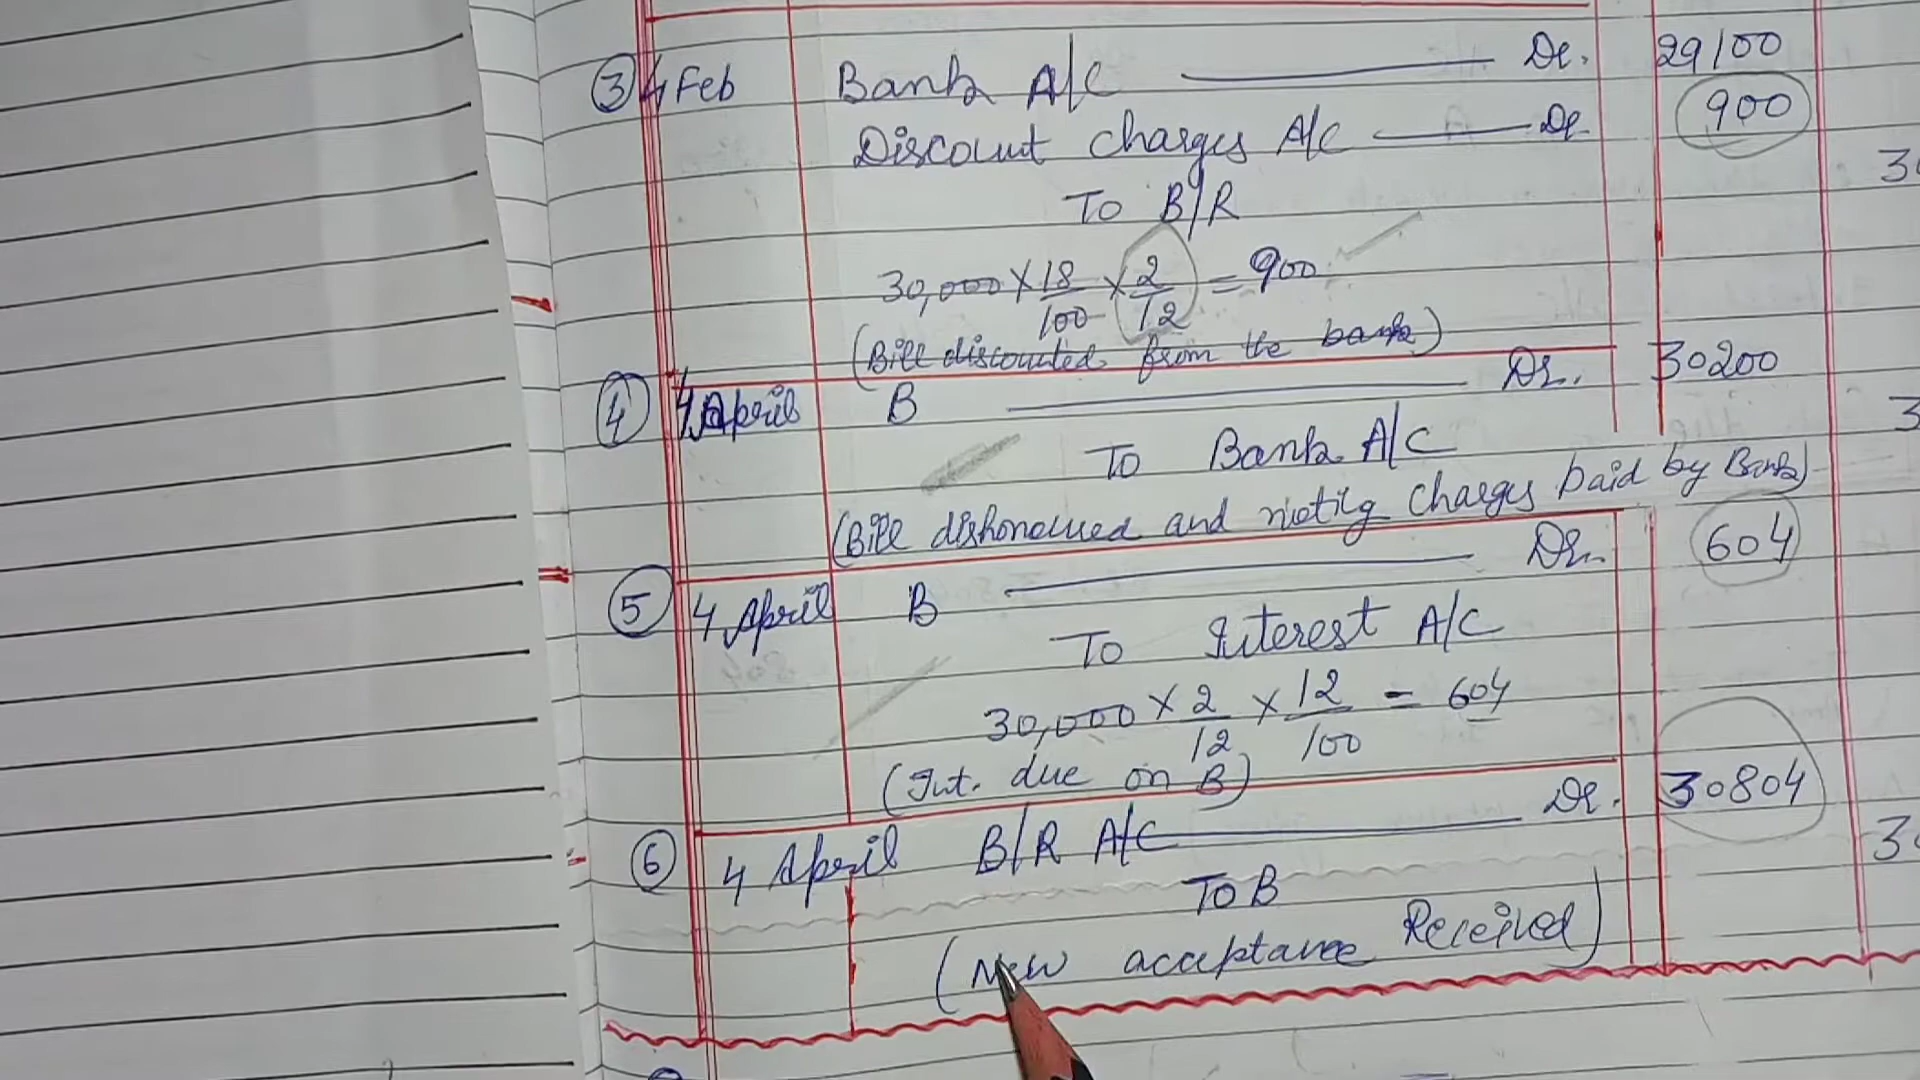 ③ 4 Feb Bank A/C Dr. 29100
Discount charges A/C Dr 900
To B/R 3
30,000 × 18/100 × 2/12 = 900
(Bill discounted from the bank)
④ 4 April B Dr. 30200
To Bank A/C 3
(Bill dishonoured and noting charges paid by Bank)
⑤ 4 April B Dr. 604
To Interest A/C
30,000 × 2/12 × 12/100 = 604
(Int. due on B)
⑥ 4 April B/R A/C Dr. 30804
To B 3
(New acceptance Received)